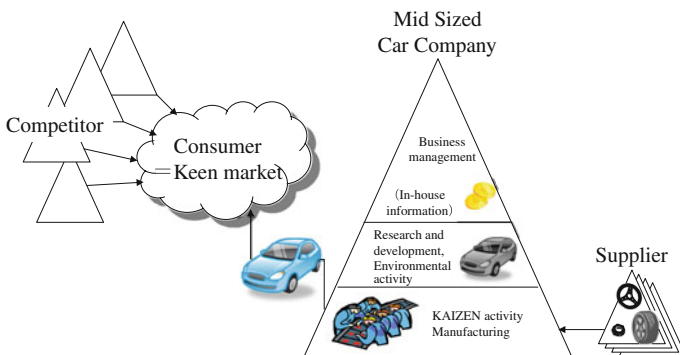 Mid Sized
Car Company
Competitor
Consumer
= Keen market
Business
management
(In-house
information)
Research and
development,
Environmental
activity
KAIZEN activity
Manufacturing
Supplier